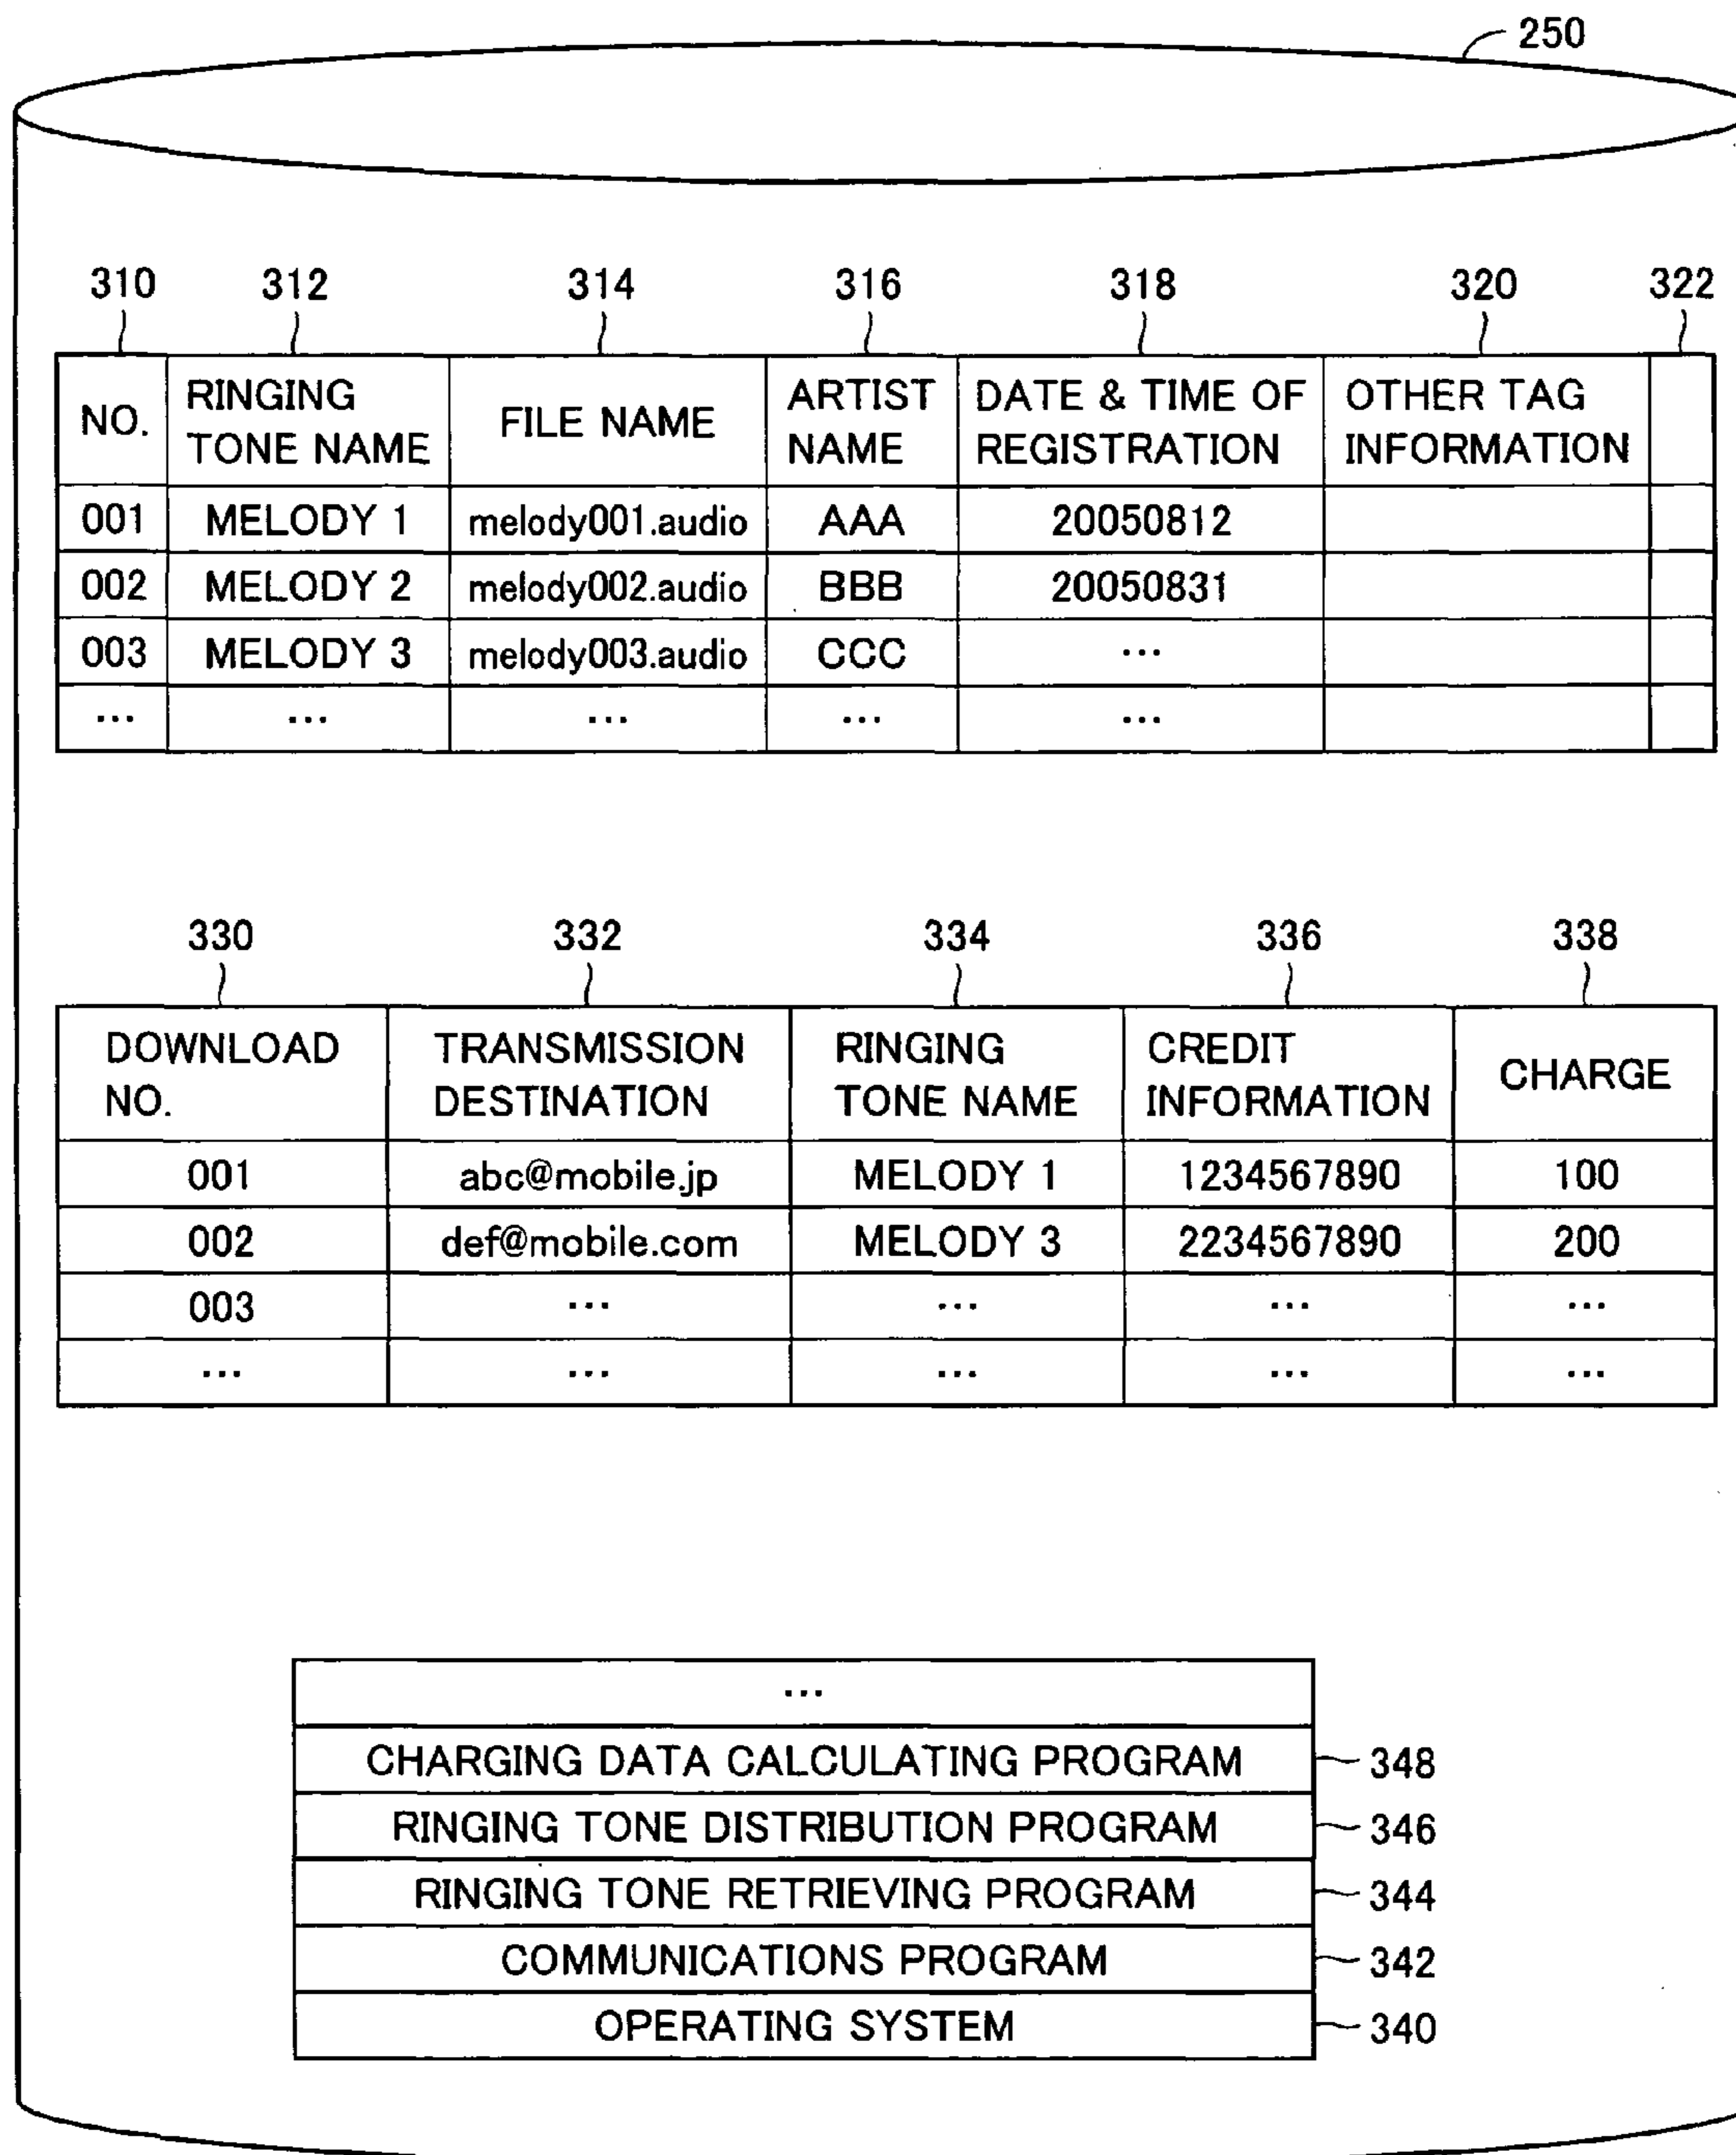 250
310 312 314 316 318 320 322
NO. RINGING TONE NAME FILE NAME ARTIST NAME DATE & TIME OF REGISTRATION OTHER TAG INFORMATION
001 MELODY 1 melody001.audio AAA 20050812
002 MELODY 2 melody002.audio BBB 20050831
003 MELODY 3 melody003.audio CCC ...
... ... ... ... ...
330 332 334 336 338
DOWNLOAD NO. TRANSMISSION DESTINATION RINGING TONE NAME CREDIT INFORMATION CHARGE
001 abc@mobile.jp MELODY 1 1234567890 100
002 def@mobile.com MELODY 3 2234567890 200
003 ... ... ... ...
... ... ... ... ...
...
CHARGING DATA CALCULATING PROGRAM 348
RINGING TONE DISTRIBUTION PROGRAM 346
RINGING TONE RETRIEVING PROGRAM 344
COMMUNICATIONS PROGRAM 342
OPERATING SYSTEM 340